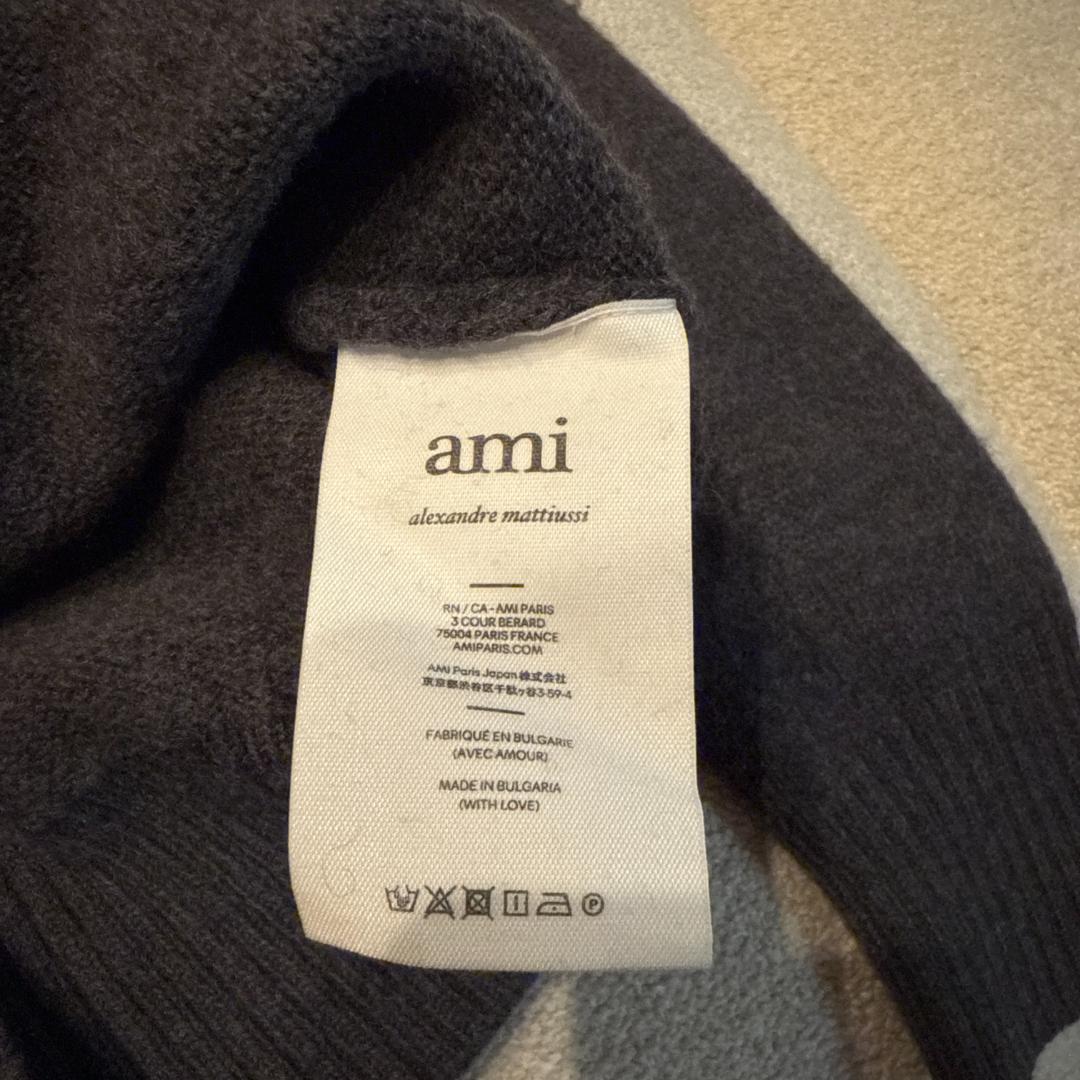 ami
alexandre mattiussi
RN / CA - AMI PARIS
3 COUR BERARD
75004 PARIS FRANCE
AMIPARIS.COM
AMI Paris Japan 株式会社
東京都渋谷区千駄ヶ谷3-59-4
FABRIQUÉ EN BULGARIE
(AVEC AMOUR)
MADE IN BULGARIA
(WITH LOVE)
P